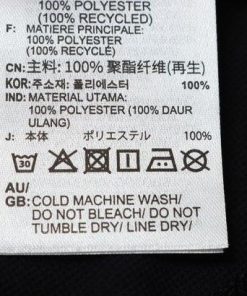 100% POLYESTER
(100% RECYCLED)
F: MATIÈRE PRINCIPALE:
100% POLYESTER
(100% RECYCLÉ)
CN: 主料: 100% 聚酯纤维(再生)
KOR: 주소재: 폴리에스터 100%
IND: MATERIAL UTAMA:
100% POLYESTER (100% DAUR
ULANG)
J: 本体 ポリエステル 100%
30
AU/
GB: COLD MACHINE WASH/
DO NOT BLEACH/ DO NOT
TUMBLE DRY/ LINE DRY/